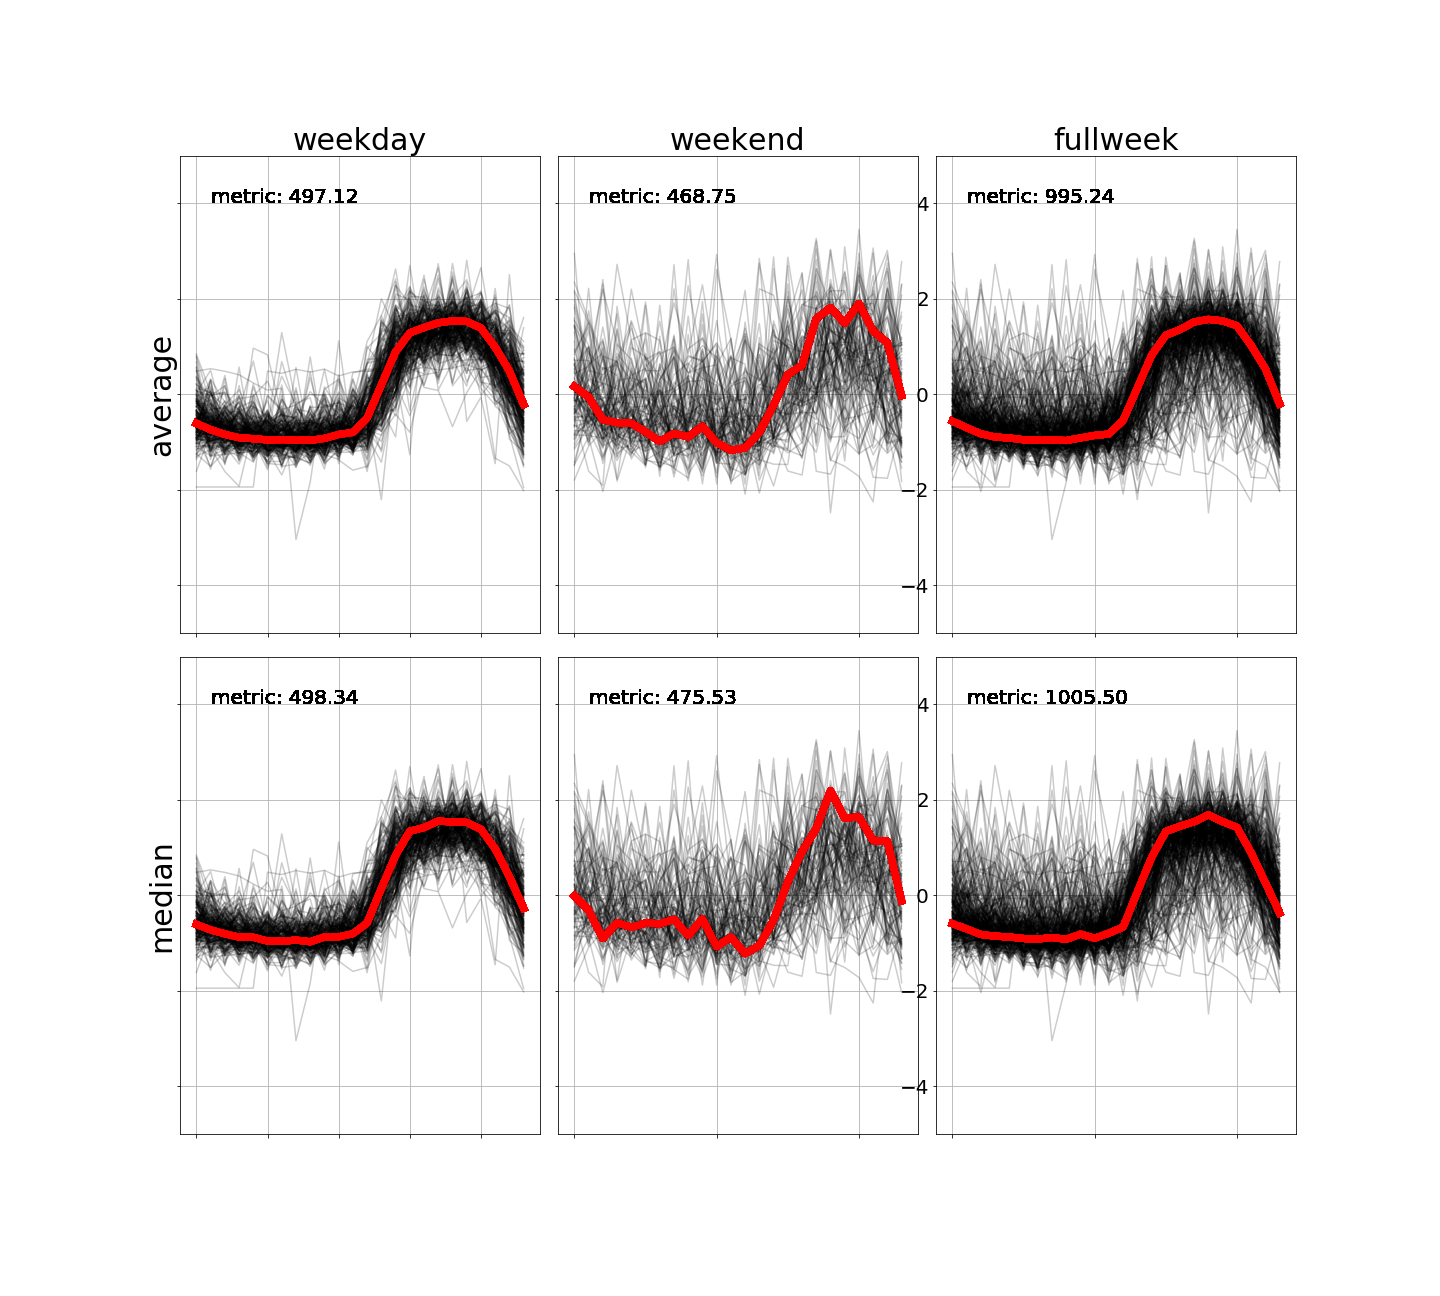 weekday weekend fullweek
average
metric: 497.12
metric: 468.75
metric: 995.24
4
2
0
−2
−4
median
metric: 498.34
metric: 475.53
metric: 1005.50
4
2
0
−2
−4